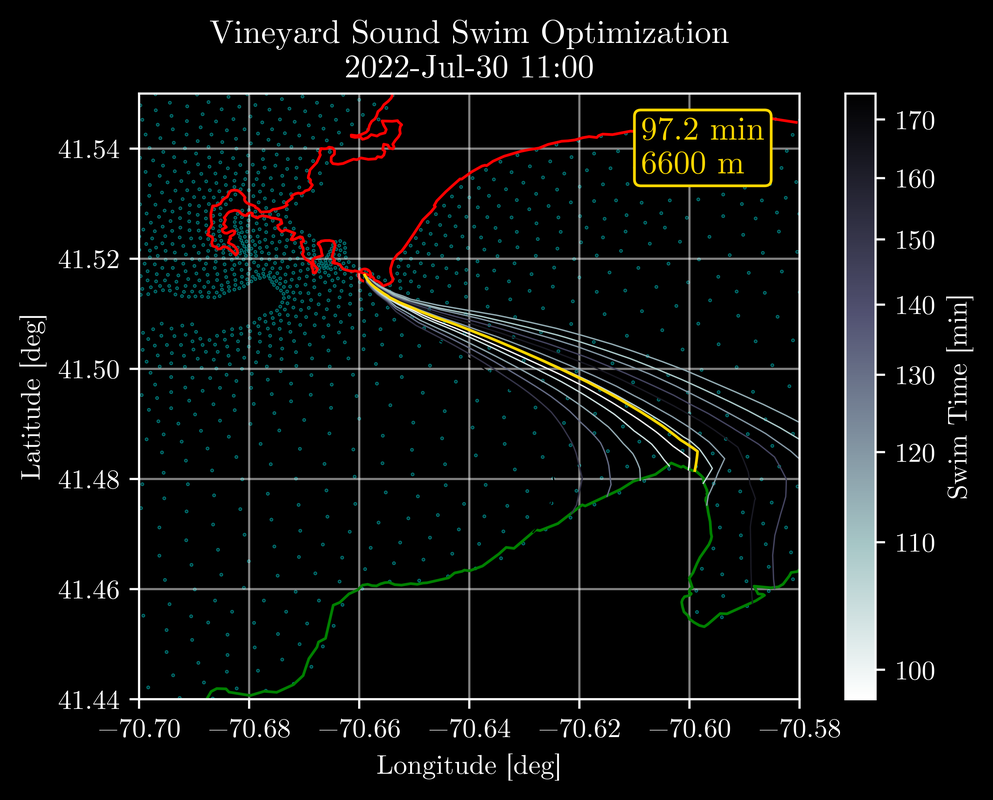 Vineyard Sound Swim Optimization
2022-Jul-30 11:00
97.2 min
6600 m
41.54
41.52
41.50
41.48
41.46
41.44
Latitude [deg]
−70.70 −70.68 −70.66 −70.64 −70.62 −70.60 −70.58
Longitude [deg]
170
160
150
140
130
120
110
100
Swim Time [min]